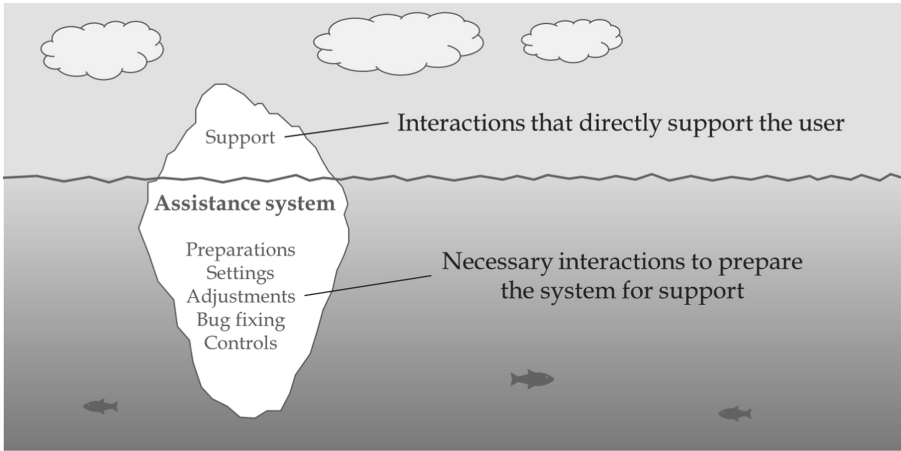 Support
Interactions that directly support the user
Assistance system
Preparations
Settings
Adjustments
Bug fixing
Controls
Necessary interactions to prepare
the system for support